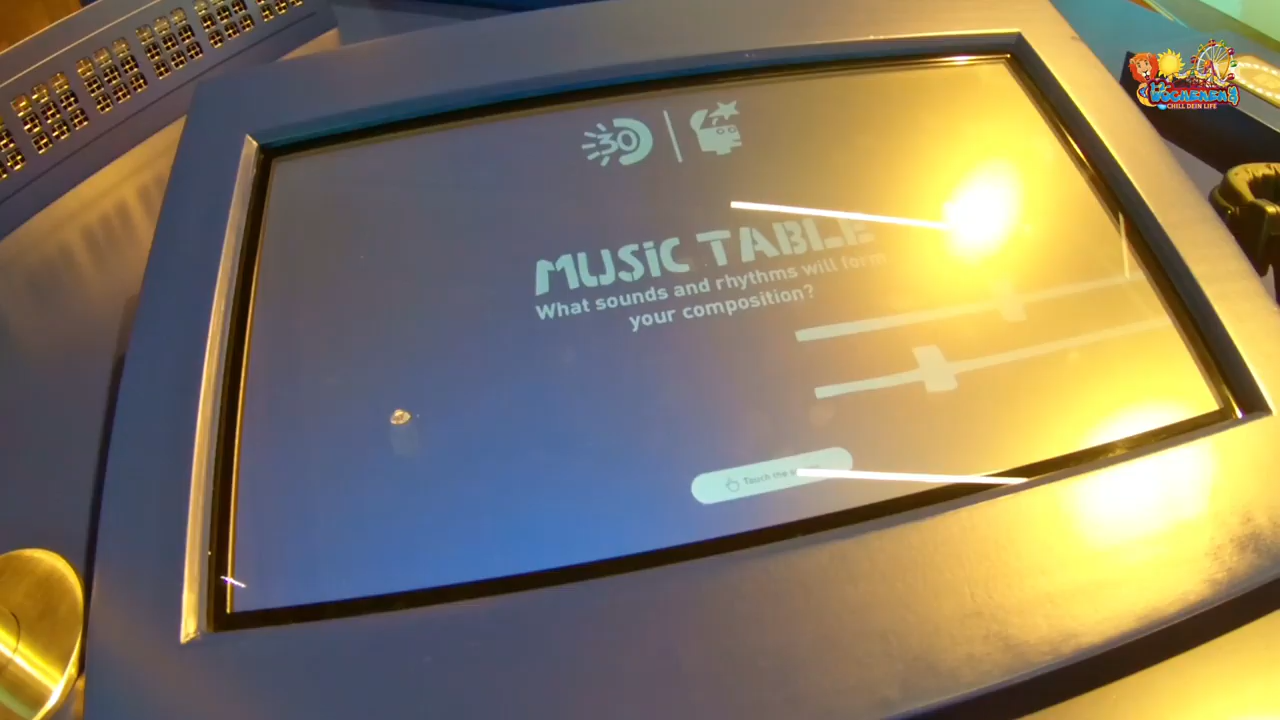 30
MUSiC TABLE
What sounds and rhythms will form
your composition?
Touch the
CHILL DEIN LIFE